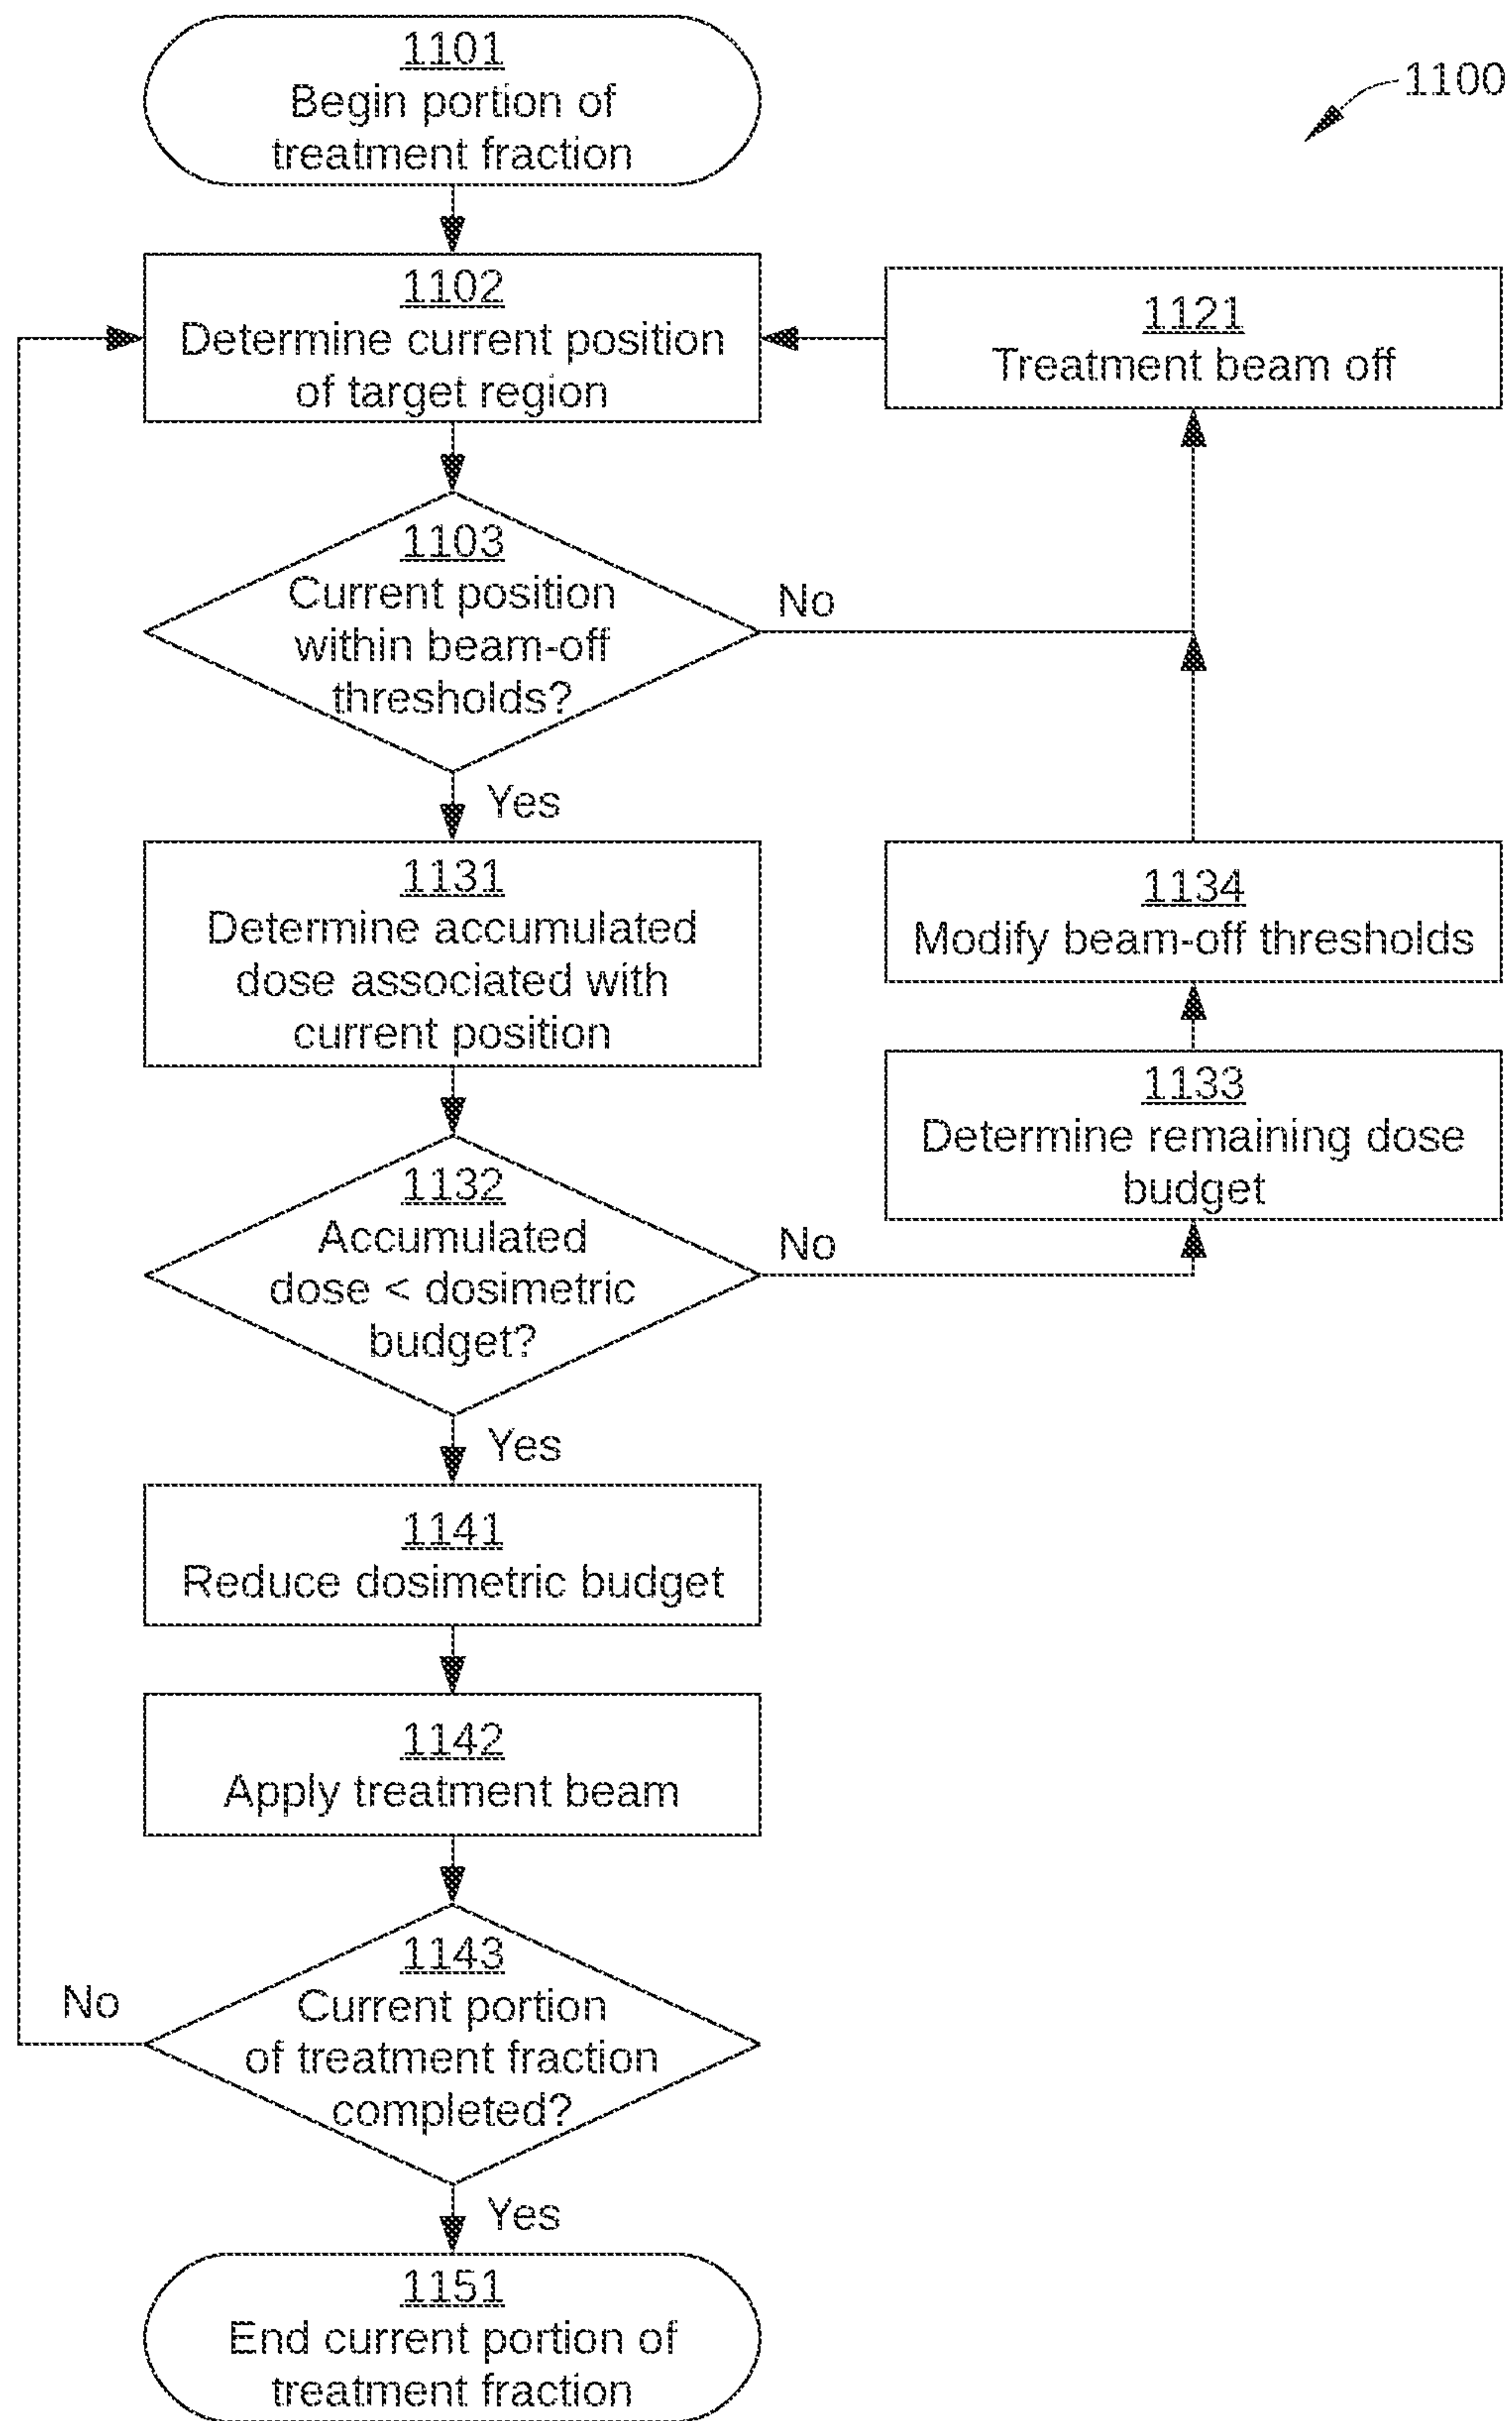 1101
Begin portion of
treatment fraction
1100
1102
Determine current position
of target region
1121
Treatment beam off
1103
Current position
within beam-off
thresholds?
No
Yes
1131
Determine accumulated
dose associated with
current position
1134
Modify beam-off thresholds
1133
Determine remaining dose
budget
1132
Accumulated
dose < dosimetric
budget?
No
Yes
1141
Reduce dosimetric budget
1142
Apply treatment beam
1143
Current portion
of treatment fraction
completed?
No
Yes
1151
End current portion of
treatment fraction